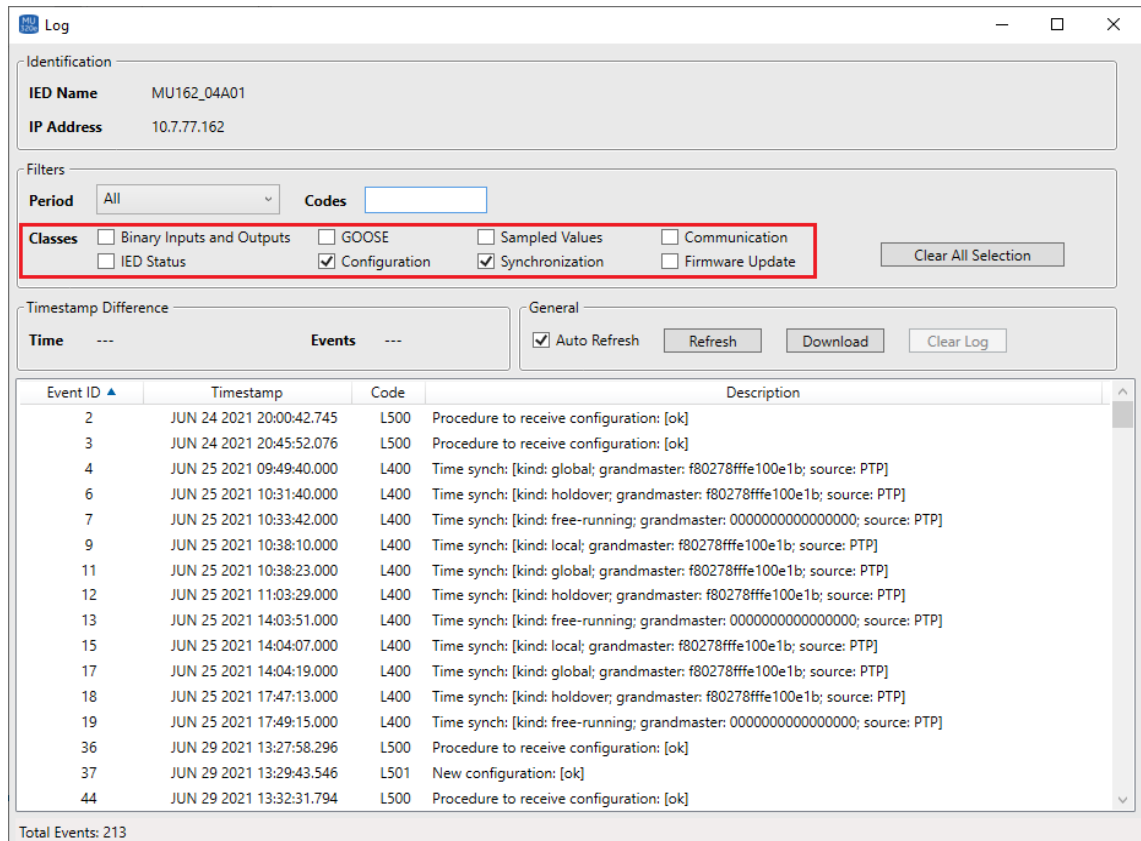 MU 320e Log
Identification
IED Name MU162_04A01
IP Address 10.7.77.162
Filters
Period All Codes
Classes Binary Inputs and Outputs GOOSE Sampled Values Communication
IED Status Configuration Synchronization Firmware Update
Clear All Selection
Timestamp Difference
Time --- Events ---
General
Auto Refresh Refresh Download Clear Log
Event ID Timestamp Code Description
2 JUN 24 2021 20:00:42.745 L500 Procedure to receive configuration: [ok]
3 JUN 24 2021 20:45:52.076 L500 Procedure to receive configuration: [ok]
4 JUN 25 2021 09:49:40.000 L400 Time synch: [kind: global; grandmaster: f80278fffe100e1b; source: PTP]
6 JUN 25 2021 10:31:40.000 L400 Time synch: [kind: holdover; grandmaster: f80278fffe100e1b; source: PTP]
7 JUN 25 2021 10:33:42.000 L400 Time synch: [kind: free-running; grandmaster: 0000000000000000; source: PTP]
9 JUN 25 2021 10:38:10.000 L400 Time synch: [kind: local; grandmaster: f80278fffe100e1b; source: PTP]
11 JUN 25 2021 10:38:23.000 L400 Time synch: [kind: global; grandmaster: f80278fffe100e1b; source: PTP]
12 JUN 25 2021 11:03:29.000 L400 Time synch: [kind: holdover; grandmaster: f80278fffe100e1b; source: PTP]
13 JUN 25 2021 14:03:51.000 L400 Time synch: [kind: free-running; grandmaster: 0000000000000000; source: PTP]
15 JUN 25 2021 14:04:07.000 L400 Time synch: [kind: local; grandmaster: f80278fffe100e1b; source: PTP]
17 JUN 25 2021 14:04:19.000 L400 Time synch: [kind: global; grandmaster: f80278fffe100e1b; source: PTP]
18 JUN 25 2021 17:47:13.000 L400 Time synch: [kind: holdover; grandmaster: f80278fffe100e1b; source: PTP]
19 JUN 25 2021 17:49:15.000 L400 Time synch: [kind: free-running; grandmaster: 0000000000000000; source: PTP]
36 JUN 29 2021 13:27:58.296 L500 Procedure to receive configuration: [ok]
37 JUN 29 2021 13:29:43.546 L501 New configuration: [ok]
44 JUN 29 2021 13:32:31.794 L500 Procedure to receive configuration: [ok]
Total Events: 213